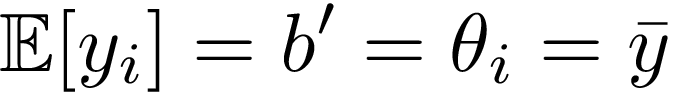 𝔼[yᵢ] = b′ = θᵢ = ȳ